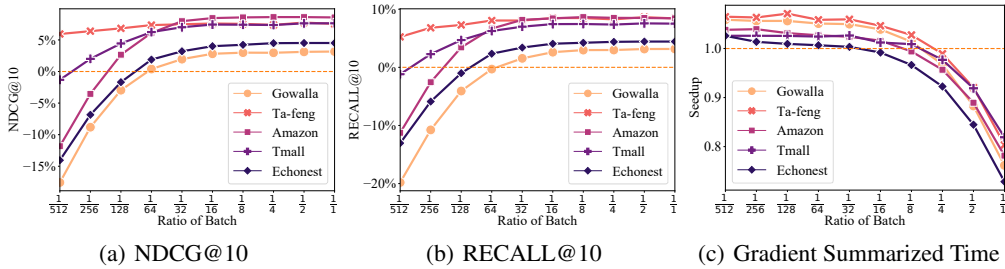 NDCG@10
5%
0%
−5%
−10%
−15%
Gowalla
Ta-feng
Amazon
Tmall
Echonest
1/512 1/256 1/128 1/64 1/32 1/16 1/8 1/4 1/2 1/1
Ratio of Batch
(a) NDCG@10
RECALL@10
10%
0%
−10%
−20%
Gowalla
Ta-feng
Amazon
Tmall
Echonest
1/512 1/256 1/128 1/64 1/32 1/16 1/8 1/4 1/2 1/1
Ratio of Batch
(b) RECALL@10
Seedup
1.0
0.9
0.8
Gowalla
Ta-feng
Amazon
Tmall
Echonest
1/512 1/256 1/128 1/64 1/32 1/16 1/8 1/4 1/2 1/1
Ratio of Batch
(c) Gradient Summarized Time